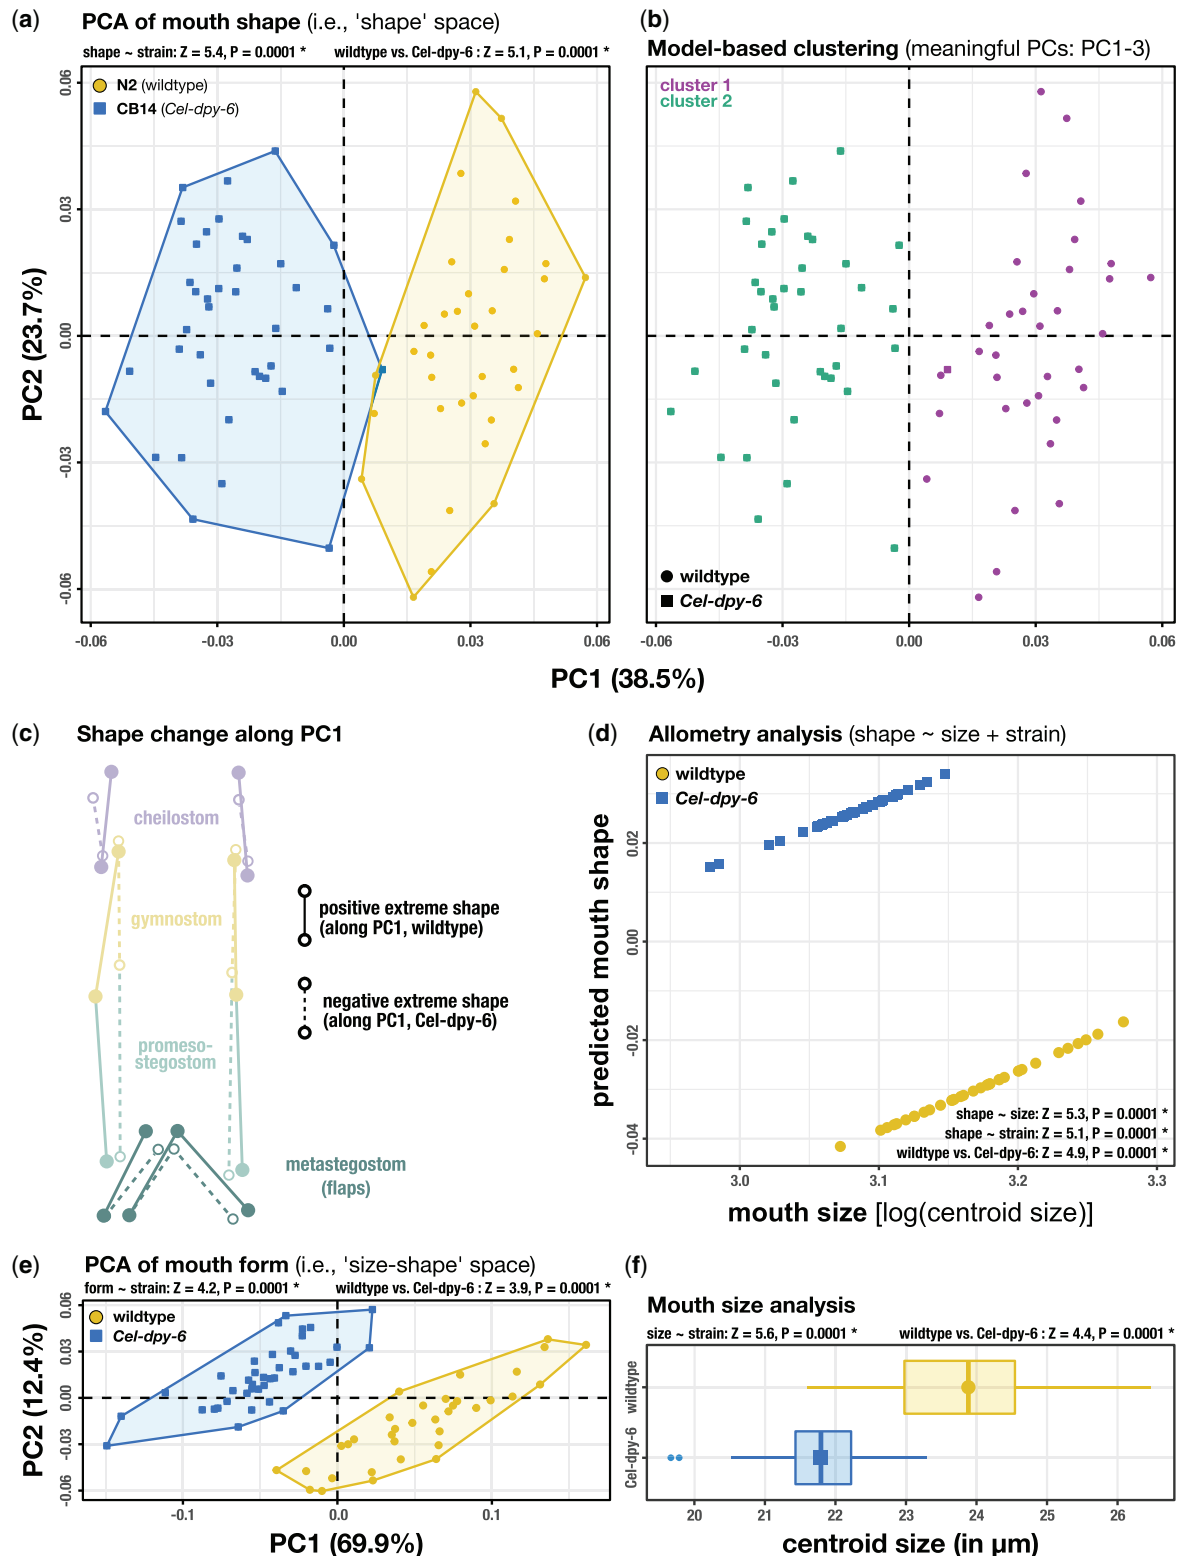 (a) PCA of mouth shape (i.e., 'shape' space)
shape ~ strain: Z = 5.4, P = 0.0001 * wildtype vs. Cel-dpy-6 : Z = 5.1, P = 0.0001 *
N2 (wildtype)
CB14 (Cel-dpy-6)
PC2 (23.7%)
0.06
0.03
0.00
-0.03
-0.06
-0.06 -0.03 0.00 0.03 0.06
(b)
Model-based clustering (meaningful PCs: PC1-3)
cluster 1
cluster 2
wildtype
Cel-dpy-6
-0.06 -0.03 0.00 0.03 0.06
PC1 (38.5%)
(c) Shape change along PC1
cheilostom
gymnostom
promeso-
stegostom
metastegostom
(flaps)
positive extreme shape
(along PC1, wildtype)
negative extreme shape
(along PC1, Cel-dpy-6)
(d) Allometry analysis (shape ~ size + strain)
wildtype
Cel-dpy-6
predicted mouth shape
0.02
0.00
-0.02
-0.04
shape ~ size: Z = 5.3, P = 0.0001 *
shape ~ strain: Z = 5.1, P = 0.0001 *
wildtype vs. Cel-dpy-6: Z = 4.9, P = 0.0001 *
3.0 3.1 3.2 3.3
mouth size [log(centroid size)]
(e) PCA of mouth form (i.e., 'size-shape' space)
form ~ strain: Z = 4.2, P = 0.0001 * wildtype vs. Cel-dpy-6 : Z = 3.9, P = 0.0001 *
wildtype
Cel-dpy-6
PC2 (12.4%)
0.06
0.03
0.00
-0.03
-0.06
-0.1 0.0 0.1
PC1 (69.9%)
(f)
Mouth size analysis
size ~ strain: Z = 5.6, P = 0.0001 * wildtype vs. Cel-dpy-6 : Z = 4.4, P = 0.0001 *
wildtype
Cel-dpy-6
20 21 22 23 24 25 26
centroid size (in μm)